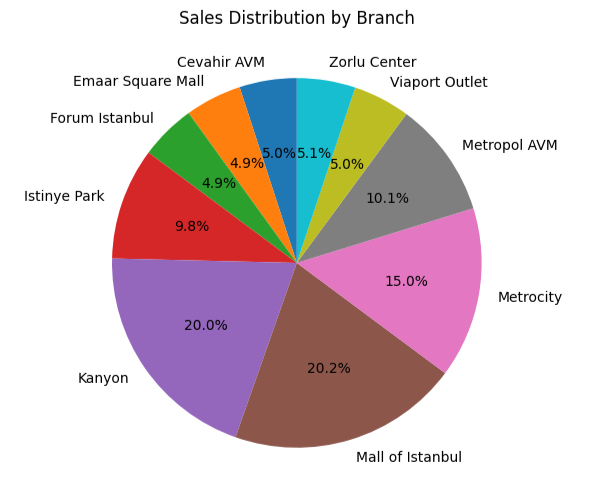 Sales Distribution by Branch
Cevahir AVM
5.0%
Emaar Square Mall
4.9%
Forum Istanbul
4.9%
Istinye Park
9.8%
Kanyon
20.0%
Mall of Istanbul
20.2%
Metrocity
15.0%
Metropol AVM
10.1%
Viaport Outlet
5.0%
Zorlu Center
5.1%